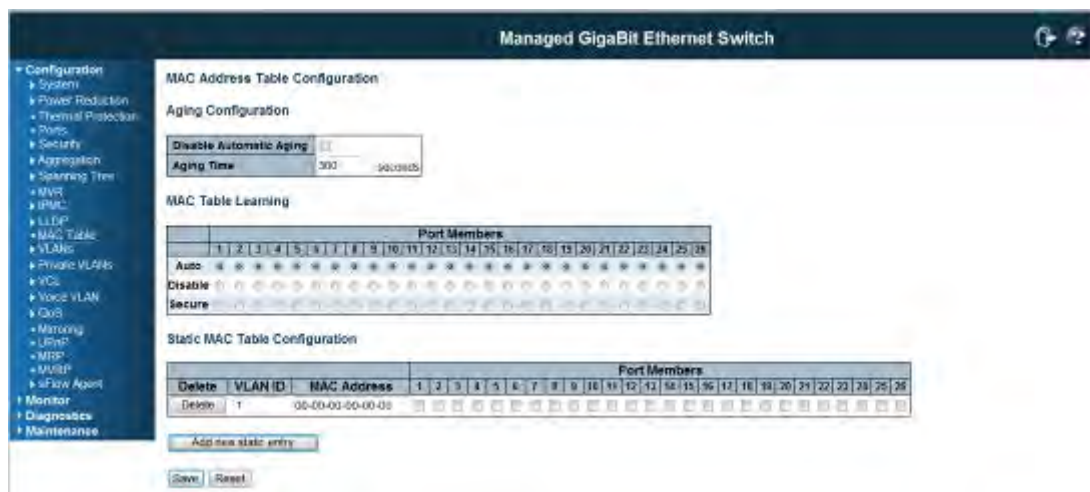 Managed GigaBit Ethernet Switch
Configuration
System
Power Reduction
Thermal Protection
Ports
Security
Aggregation
Spanning Tree
MVR
IPMC
LLDP
MAC Table
VLANs
Private VLANs
VCL
Voice VLAN
QoS
Mirroring
UPnP
MRP
MVRP
sFlow Agent
Monitor
Diagnostics
Maintenance
MAC Address Table Configuration
Aging Configuration
Disable Automatic Aging
Aging Time 300 seconds
MAC Table Learning
Port Members
1 2 3 4 5 6 7 8 9 10 11 12 13 14 15 16 17 18 19 20 21 22 23 24 25 26
Auto
Disable
Secure
Static MAC Table Configuration
Port Members
Delete VLAN ID MAC Address 1 2 3 4 5 6 7 8 9 10 11 12 13 14 15 16 17 18 19 20 21 22 23 24 25 26
Delete 1 00-00-00-00-00-00
Add new static entry
Save Reset